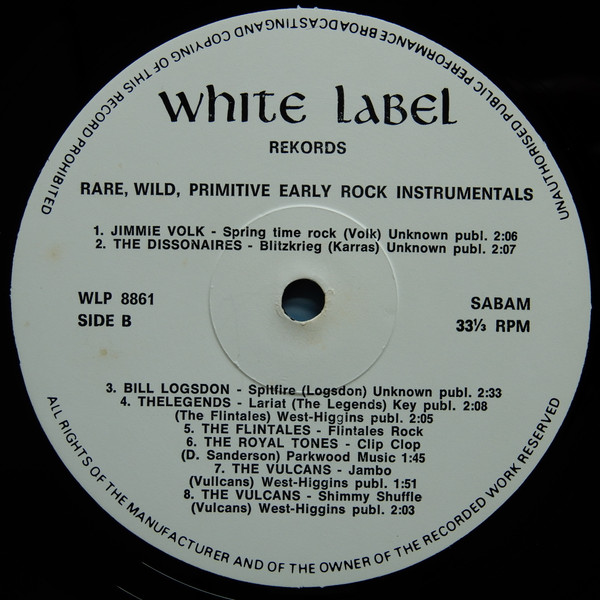 UNAUTHORISED PUBLIC PERFORMANCE BROADCASTING AND COPYING OF THIS RECORD PROHIBITED
WHITE LABEL
REKORDS
RARE, WILD, PRIMITIVE EARLY ROCK INSTRUMENTALS
1. JIMMIE VOLK - Spring time rock (Volk) Unknown publ. 2:06
2. THE DISSONAIRES - Blitzkrieg (Karras) Unknown publ. 2:07
WLP 8861
SIDE B
SABAM
33⅓ RPM
3. BILL LOGSDON - Spitfire (Logsdon) Unknown publ. 2:33
4. THELEGENDS - Lariat (The Legends) Key publ. 2:08
(The Flintales) West-Higgins publ. 2:05
5. THE FLINTALES - Flintales Rock
6. THE ROYAL TONES - Clip Clop
(D. Sanderson) Parkwood Music 1:45
7. THE VULCANS - Jambo
(Vullcans) West-Higgins publ. 1:51
8. THE VULCANS - Shimmy Shuffle
(Vulcans) West-Higgins publ. 2:03
ALL RIGHTS OF THE MANUFACTURER AND OF THE OWNER OF THE RECORDED WORK RESERVED